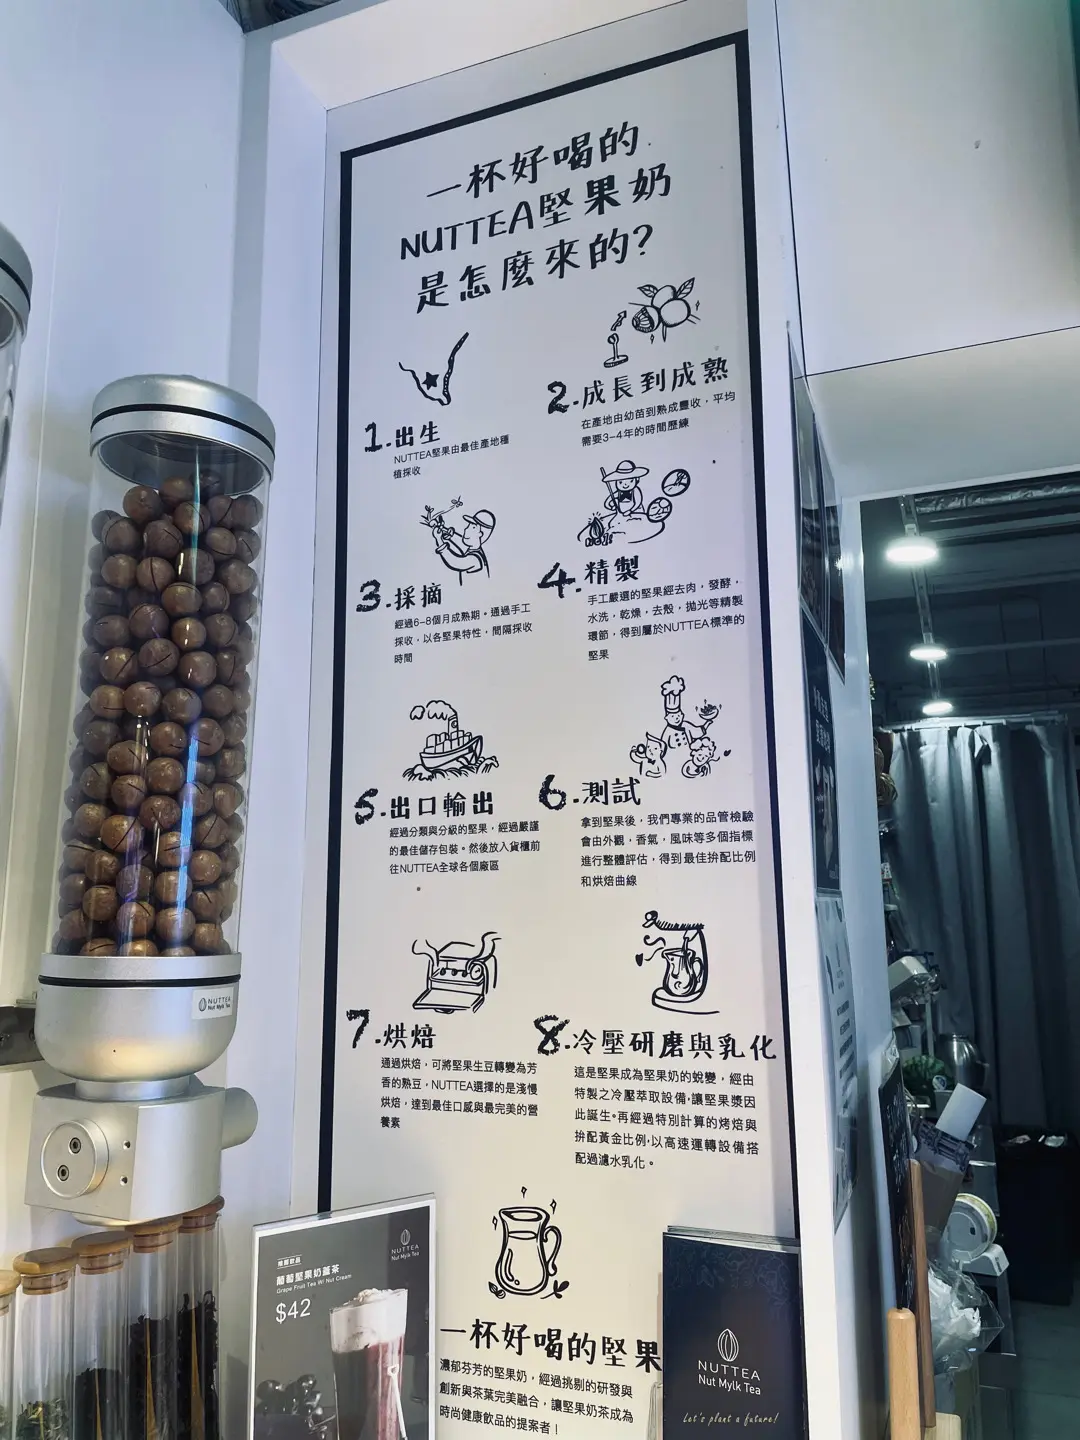 一杯好喝的
NUTTEA堅果奶
是怎麼來的?
1.出生
NUTTEA堅果由最佳產地種
植採收
2.成長到成熟
在產地由幼苗到熟成豐收，平均
需要3-4年的時間歷練
3.採摘
經過6-8個月成熟期。通過手工
採收，以各堅果特性，間隔採收
時間
4.精製
手工嚴選的堅果經去肉，發酵，
水洗，乾燥，去殼，拋光等精製
環節，得到屬於NUTTEA標準的
堅果
5.出口輸出
經過分類與分級的堅果，經過嚴謹
的最佳儲存包裝。然後放入貨櫃前
往NUTTEA全球各個廠區
6.測試
拿到堅果後，我們專業的品管檢驗
會由外觀，香氣，風味等多個指標
進行整體評估，得到最佳拚配比例
和烘焙曲線
7.烘焙
通過烘焙，可將堅果生豆轉變為芳
香的熟豆，NUTTEA選擇的是淺慢
烘焙，達到最佳口感與最完美的營
養素
8.冷壓研磨與乳化
這是堅果成為堅果奶的蛻變，經由
特製之冷壓萃取設備，讓堅果漿因
此誕生。再經過特別計算的烤焙與
拚配黃金比例，以高速運轉設備搭
配過濾水乳化。
一杯好喝的堅果
濃郁芬芳的堅果奶，經過挑剔的研發與
創新與茶葉完美融合，讓堅果奶茶成為
時尚健康飲品的提案者！
NUTTEA
Nut Mylk Tea
NUTTEA
Nut Mylk Tea
推薦飲品
葡萄堅果奶蓋茶
Grape Fruit Tea W/ Nut Cream
$42
NUTTEA
Nut Mylk Tea
Let's plant a future!